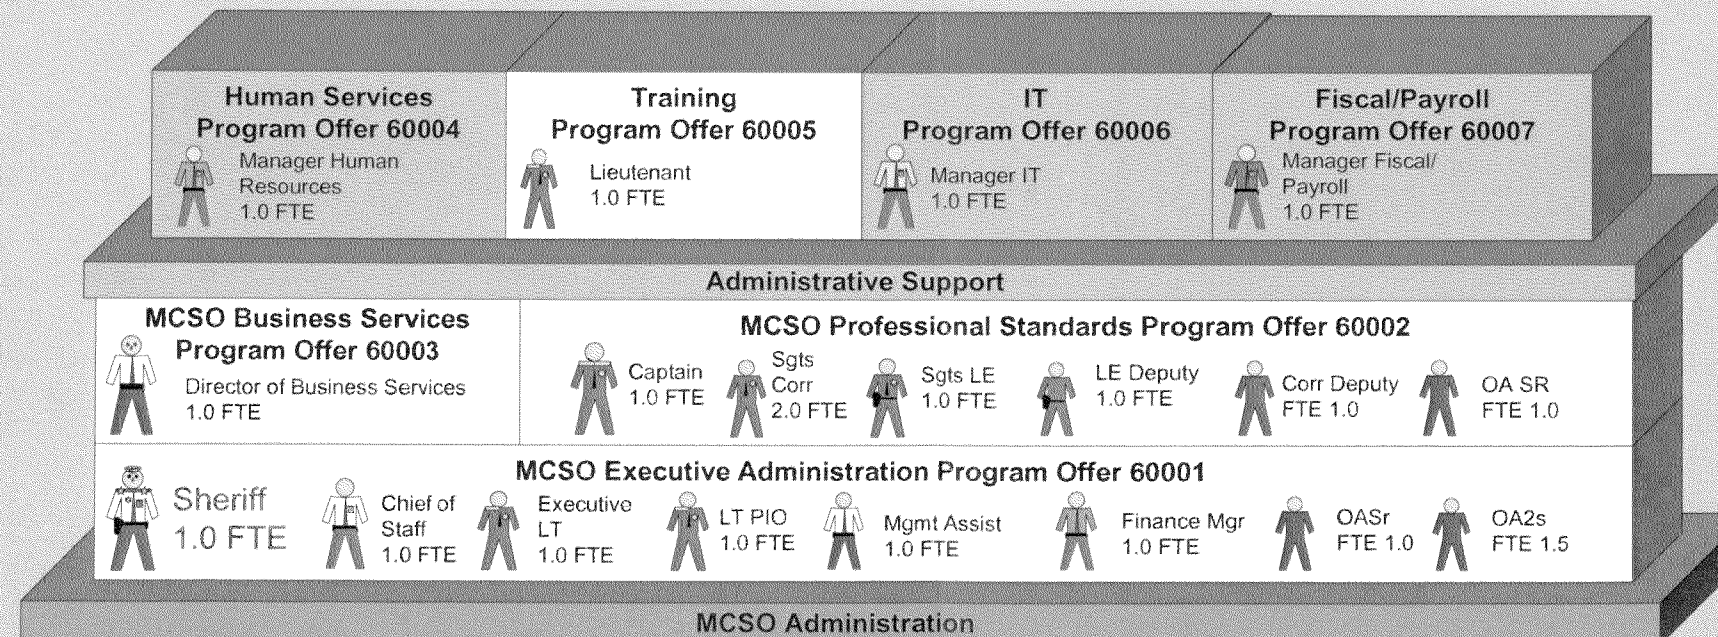 Human Services
Program Offer 60004
Manager Human
Resources
1.0 FTE
Training
Program Offer 60005
Lieutenant
1.0 FTE
IT
Program Offer 60006
Manager IT
1.0 FTE
Fiscal/Payroll
Program Offer 60007
Manager Fiscal/
Payroll
1.0 FTE
Administrative Support
MCSO Business Services
Program Offer 60003
Director of Business Services
1.0 FTE
MCSO Professional Standards Program Offer 60002
Captain
1.0 FTE
Sgts
Corr
2.0 FTE
Sgts LE
1.0 FTE
LE Deputy
1.0 FTE
Corr Deputy
FTE 1.0
OA SR
FTE 1.0
MCSO Executive Administration Program Offer 60001
Sheriff
1.0 FTE
Chief of
Staff
1.0 FTE
Executive
LT
1.0 FTE
LT PIO
1.0 FTE
Mgmt Assist
1.0 FTE
Finance Mgr
1.0 FTE
OASr
FTE 1.0
OA2s
FTE 1.5
MCSO Administration